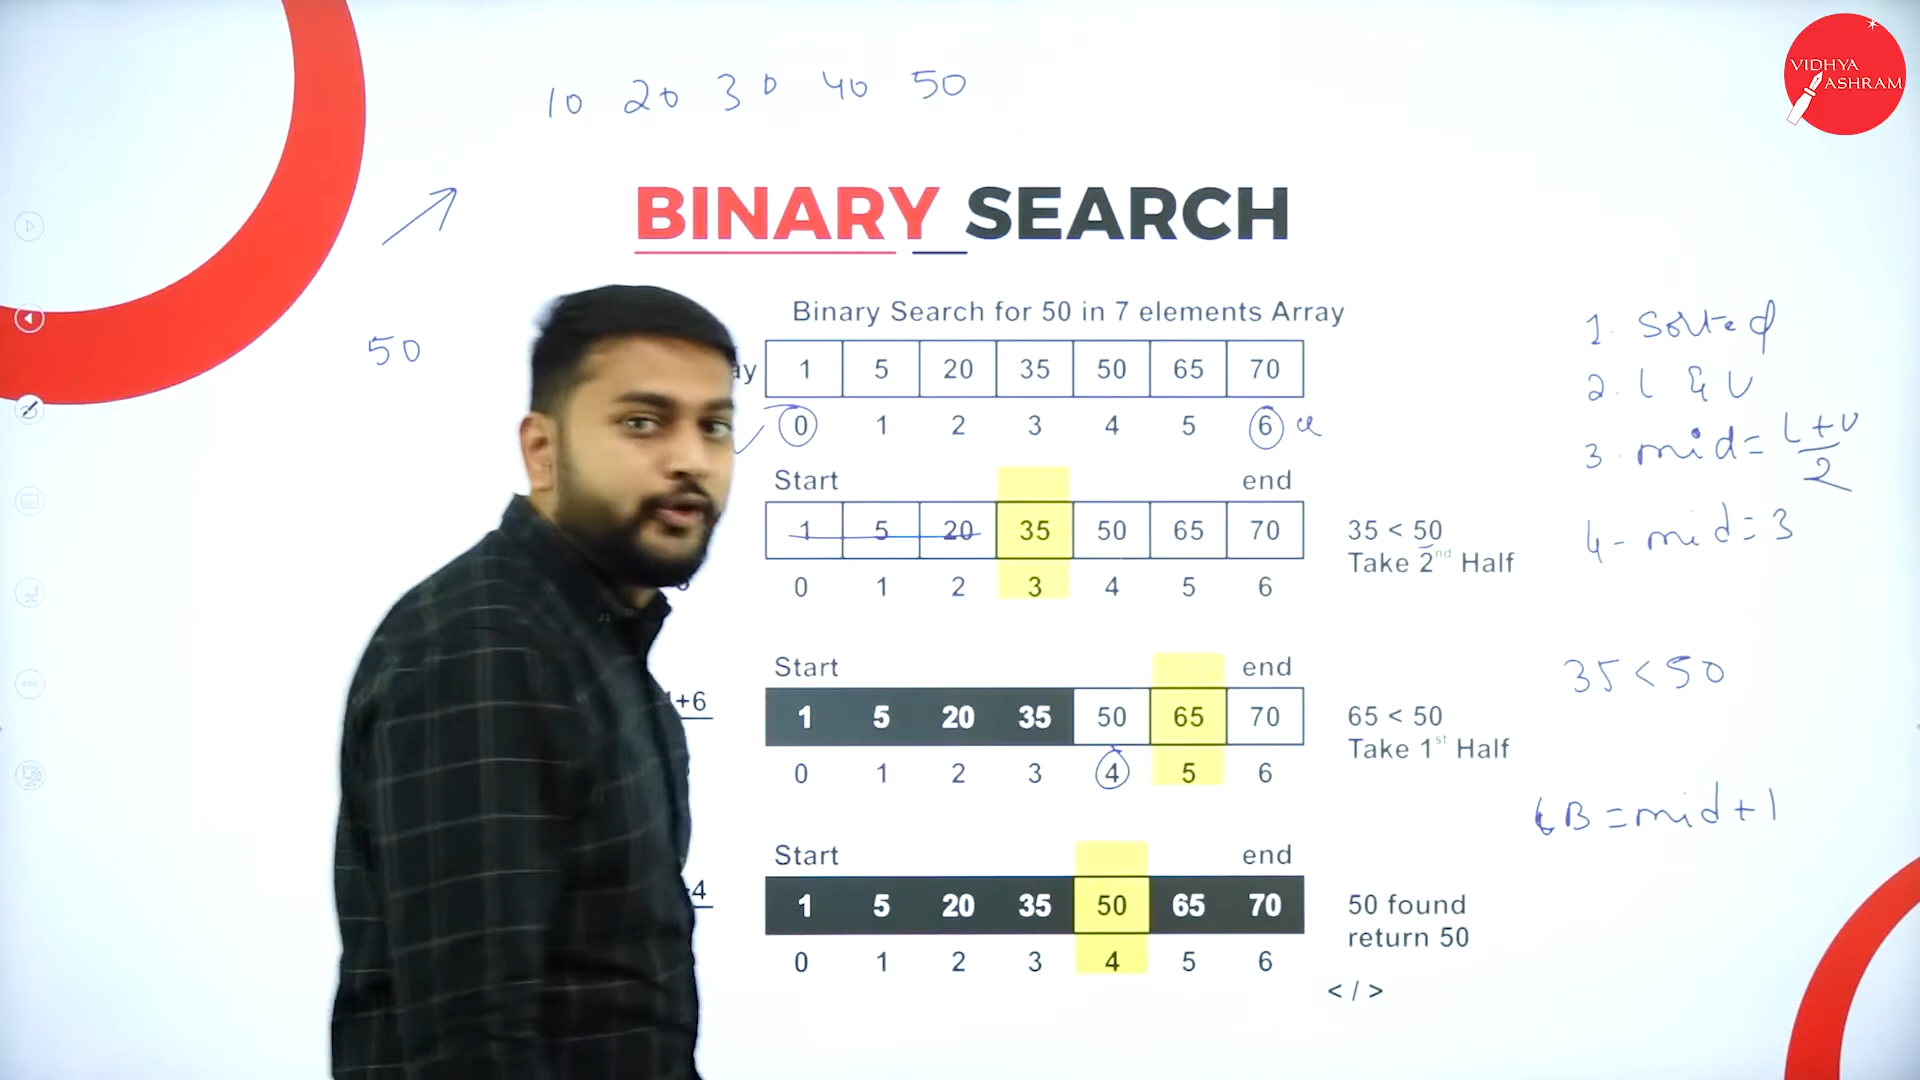 VIDHYA
ASHRAM
10 20 30 40 50
BINARY SEARCH
Binary Search for 50 in 7 elements Array
50
ay 1 5 20 35 50 65 70
0 1 2 3 4 5 6 u
Start end
1 5 20 35 50 65 70
0 1 2 3 4 5 6
35 < 50
Take 2nd Half
Start end
+6
1 5 20 35 50 65 70
0 1 2 3 4 5 6
65 < 50
Take 1st Half
Start end
4
1 5 20 35 50 65 70
0 1 2 3 4 5 6
50 found
return 50
< / >
1. Sorted
2. L & U
3. mid = L+U
2
4- mid = 3
35 < 50
LB = mid + 1